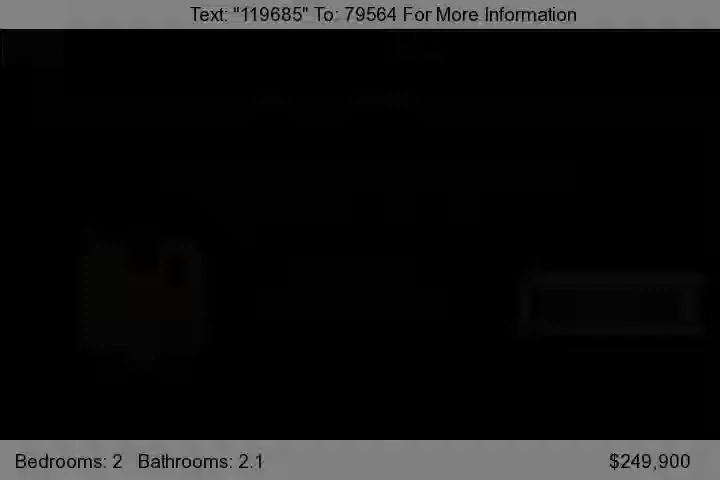 Text: "119685" To: 79564 For More Information
Bedrooms: 2 Bathrooms: 2.1 $249,900